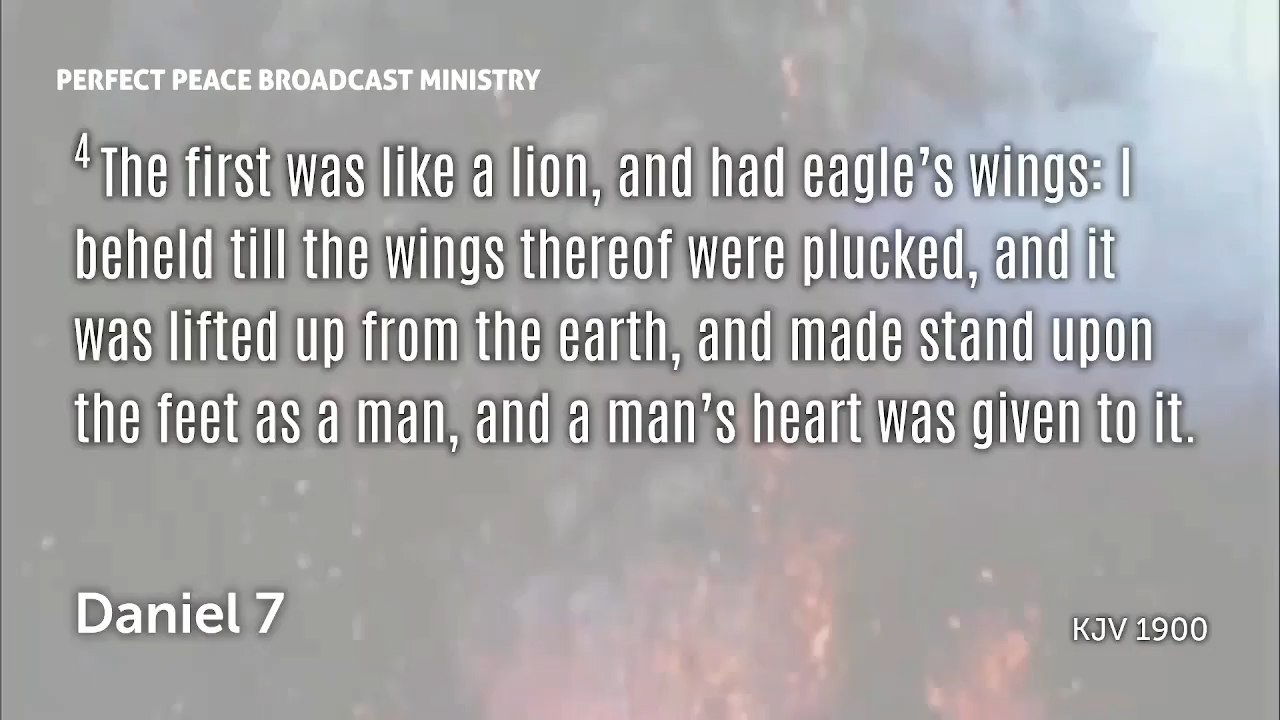 PERFECT PEACE BROADCAST MINISTRY
4 The first was like a lion, and had eagle’s wings: I
beheld till the wings thereof were plucked, and it
was lifted up from the earth, and made stand upon
the feet as a man, and a man’s heart was given to it.
Daniel 7
KJV 1900